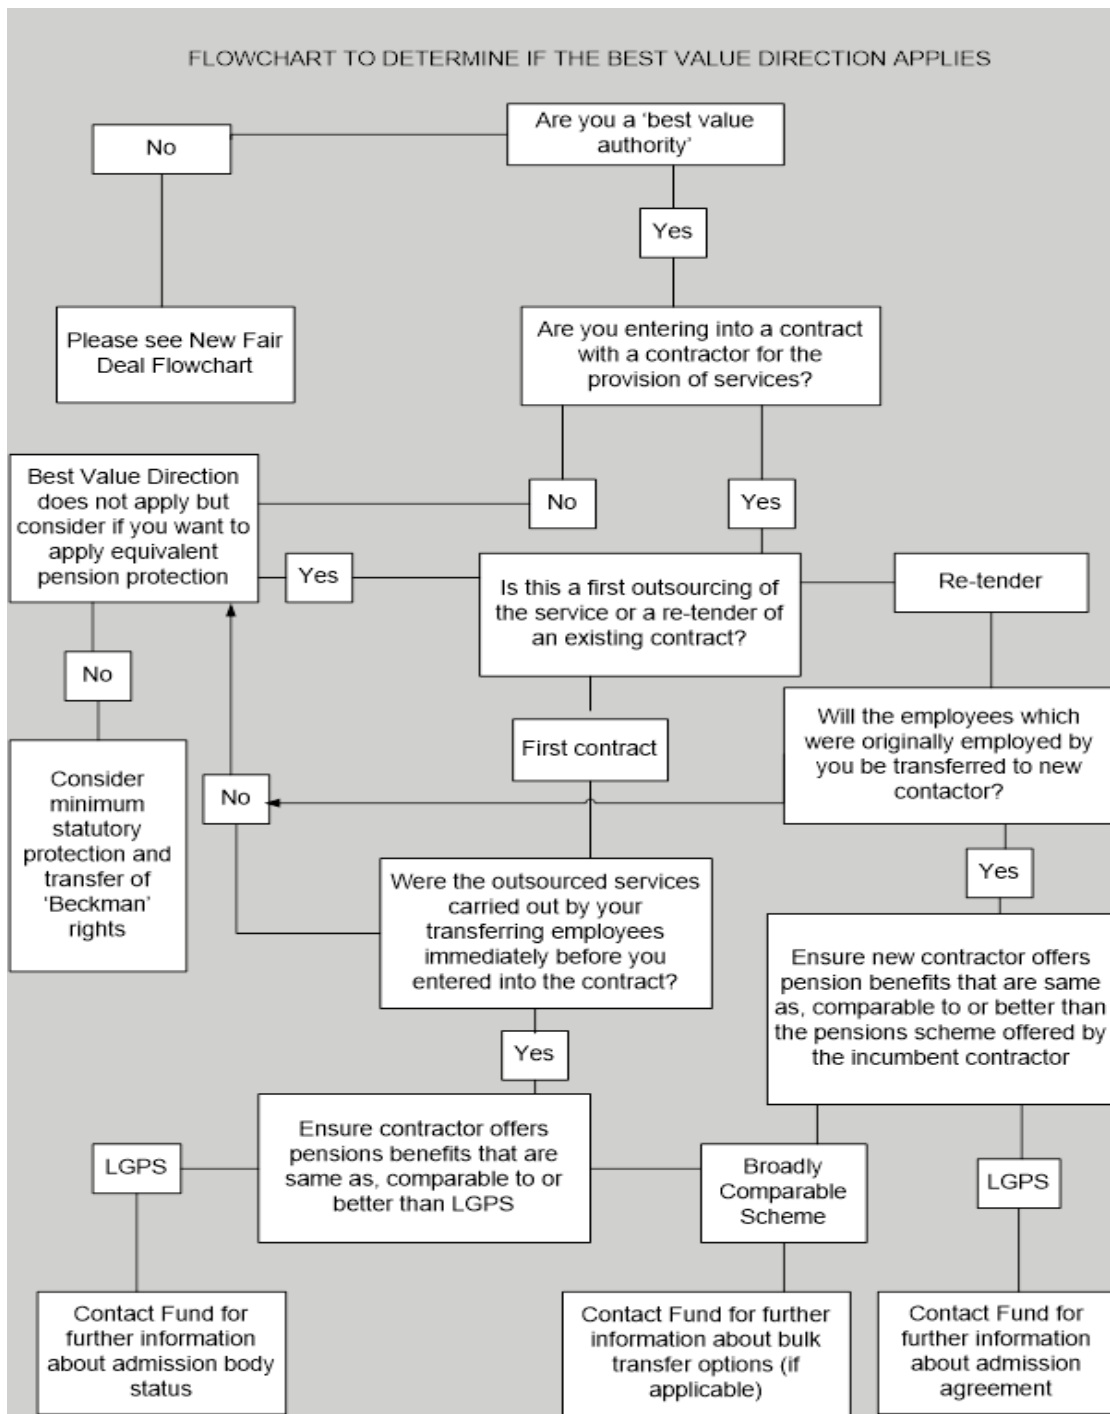 FLOWCHART TO DETERMINE IF THE BEST VALUE DIRECTION APPLIES
Are you a ‘best value
authority’
No
Yes
Please see New Fair
Deal Flowchart
Are you entering into a contract
with a contractor for the
provision of services?
Best Value Direction
does not apply but
consider if you want to
apply equivalent
pension protection
No
Yes
Yes
Is this a first outsourcing of
the service or a re-tender of
an existing contract?
Re-tender
No
First contract
Will the employees which
were originally employed by
you be transferred to new
contactor?
Consider
minimum
statutory
protection and
transfer of
‘Beckman’
rights
No
Were the outsourced services
carried out by your
transferring employees
immediately before you
entered into the contract?
Yes
Ensure new contractor offers
pension benefits that are same
as, comparable to or better than
the pensions scheme offered by
the incumbent contractor
Yes
Ensure contractor offers
pensions benefits that are
same as, comparable to or
better than LGPS
LGPS
Broadly
Comparable
Scheme
LGPS
Contact Fund for
further information
about admission body
status
Contact Fund for further
information about bulk
transfer options (if
applicable)
Contact Fund for
further information
about admission
agreement